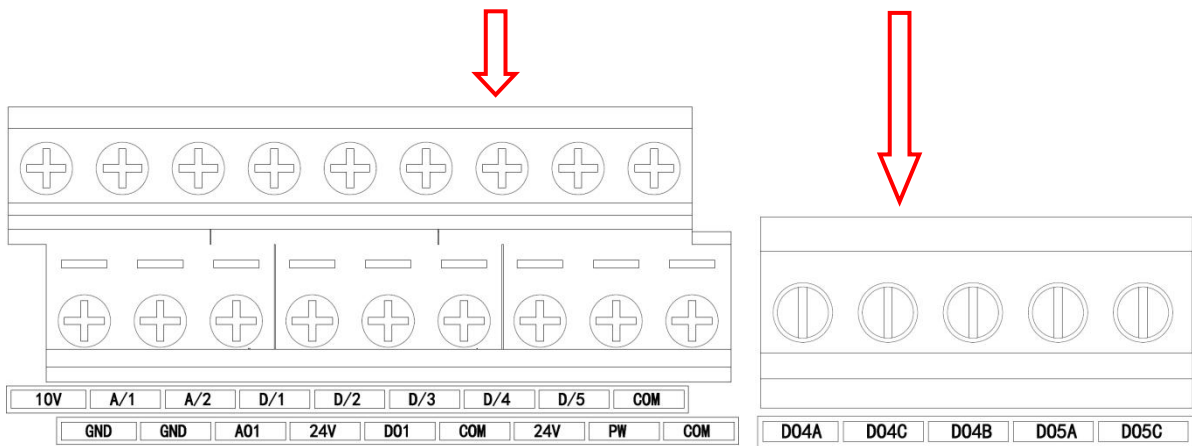 10V A/1 A/2 D/1 D/2 D/3 D/4 D/5 COM
GND GND A01 24V D01 COM 24V PW COM
D04A D04C D04B D05A D05C